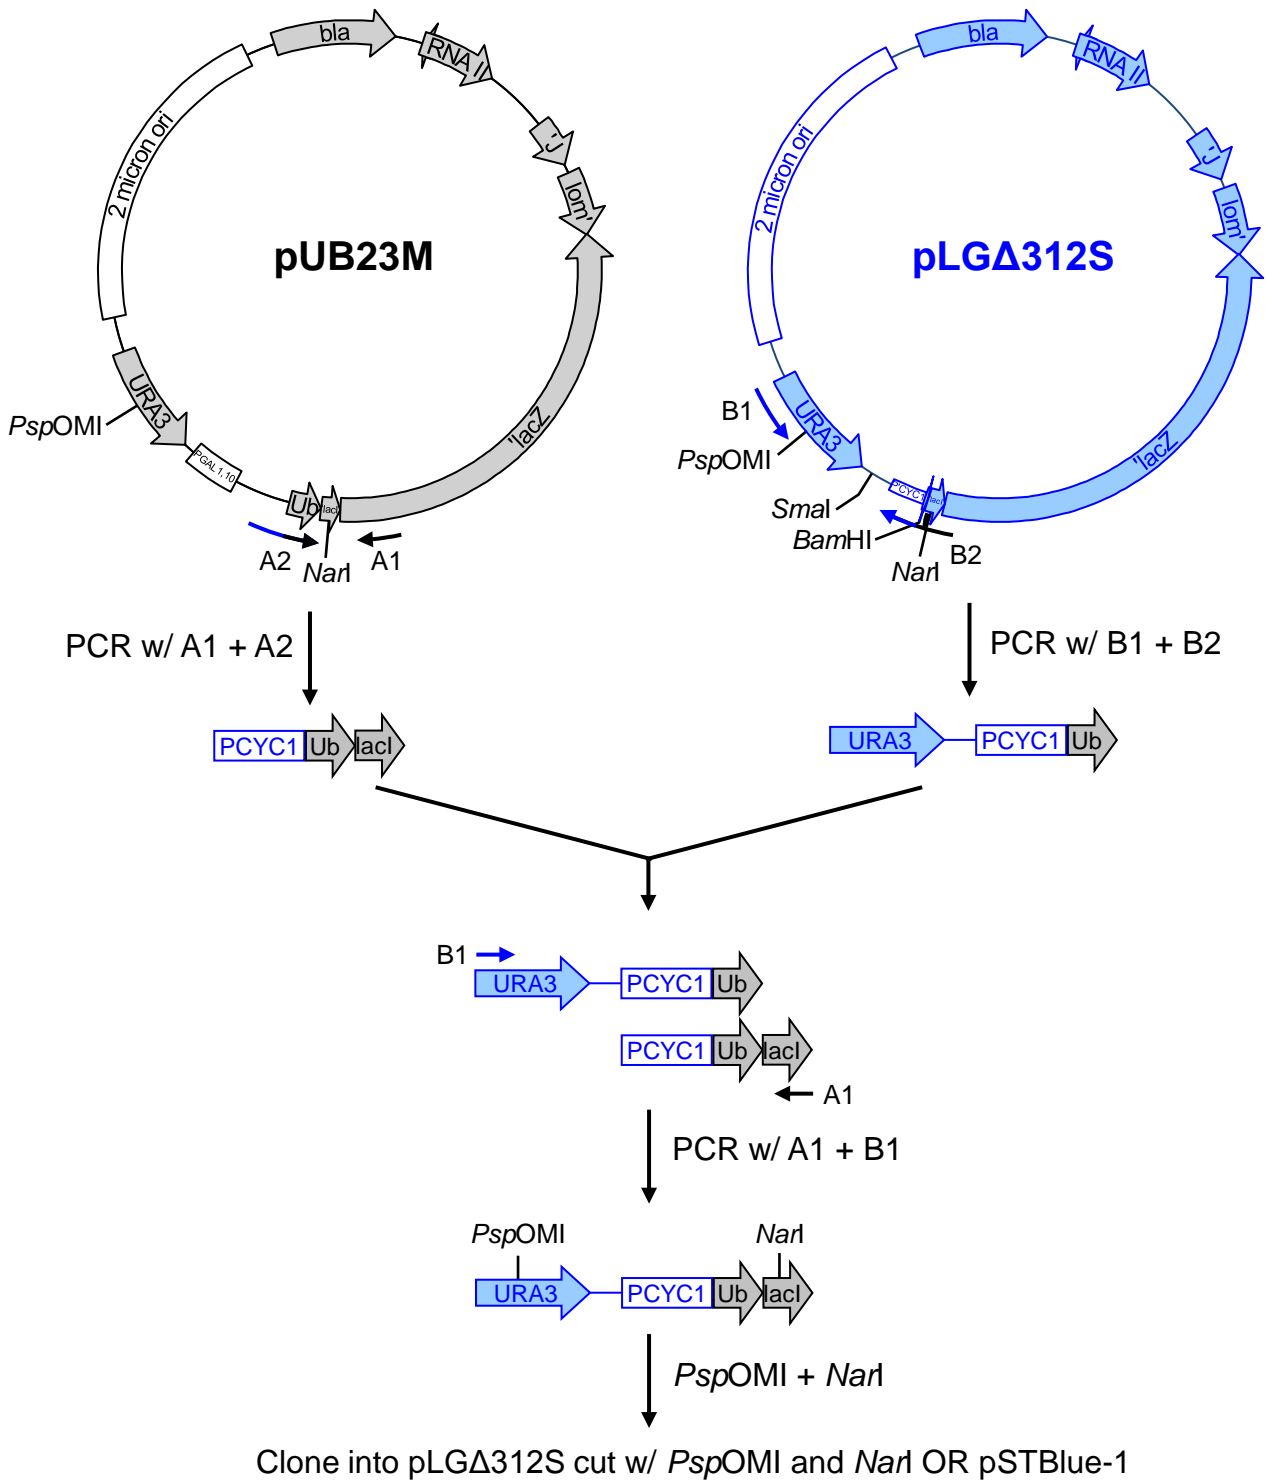 bla
RNA II
'J
lom'
'lacZ
lacI
Ub
PGAL1,10
URA3
2 micron ori
pUB23M
PspOMI
A2
NarI
A1
bla
RNA II
'J
lom'
'lacZ
lacI
PCYC1
URA3
2 micron ori
pLGΔ312S
B1
PspOMI
SmaI
BamHI
NarI
B2
PCR w/ A1 + A2
PCR w/ B1 + B2
PCYC1 Ub lacI
URA3 PCYC1 Ub
B1
URA3 PCYC1 Ub
PCYC1 Ub lacI
A1
PCR w/ A1 + B1
PspOMI NarI
URA3 PCYC1 Ub lacI
PspOMI + NarI
Clone into pLGΔ312S cut w/ PspOMI and NarI OR pSTBlue-1